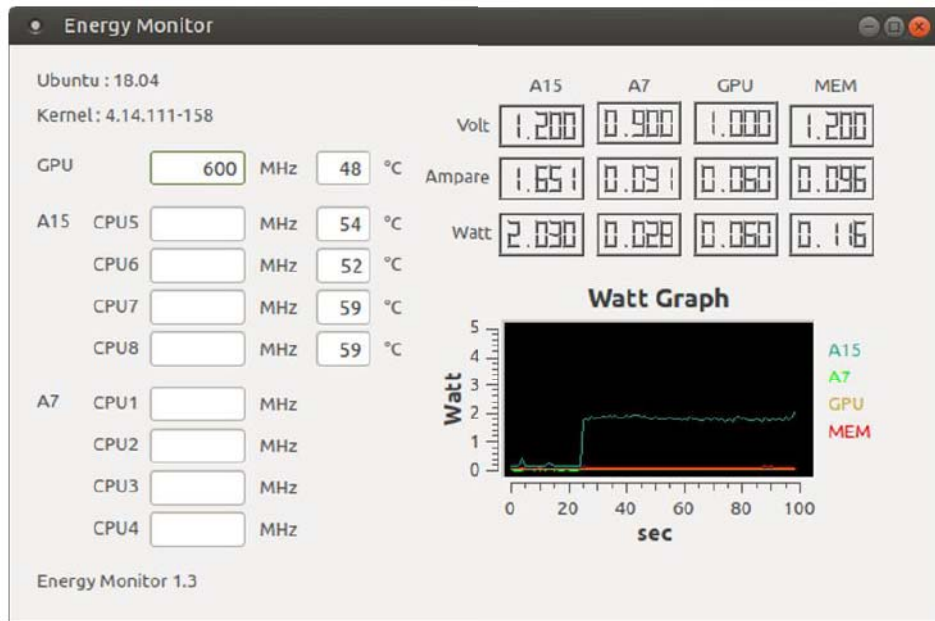 Energy Monitor
Ubuntu : 18.04
Kernel : 4.14.111-158
GPU 600 MHz 48 °C
A15 CPU5 MHz 54 °C
CPU6 MHz 52 °C
CPU7 MHz 59 °C
CPU8 MHz 59 °C
A7 CPU1 MHz
CPU2 MHz
CPU3 MHz
CPU4 MHz
Energy Monitor 1.3
A15 A7 GPU MEM
Volt 1.200 0.900 1.000 1.200
Ampare 1.651 0.031 0.060 0.096
Watt 2.030 0.028 0.060 0.116
Watt Graph
Watt
5
4
3
2
1
0
0 20 40 60 80 100
sec
A15
A7
GPU
MEM